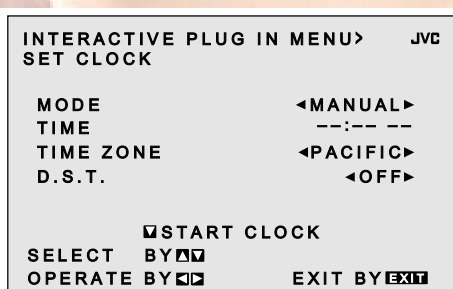 INTERACTIVE PLUG IN MENU> JVC
SET CLOCK
MODE ◄MANUAL►
TIME --:-- --
TIME ZONE ◄PACIFIC►
D.S.T. ◄OFF►
▼START CLOCK
SELECT BY▲▼
OPERATE BY◄► EXIT BY EXIT